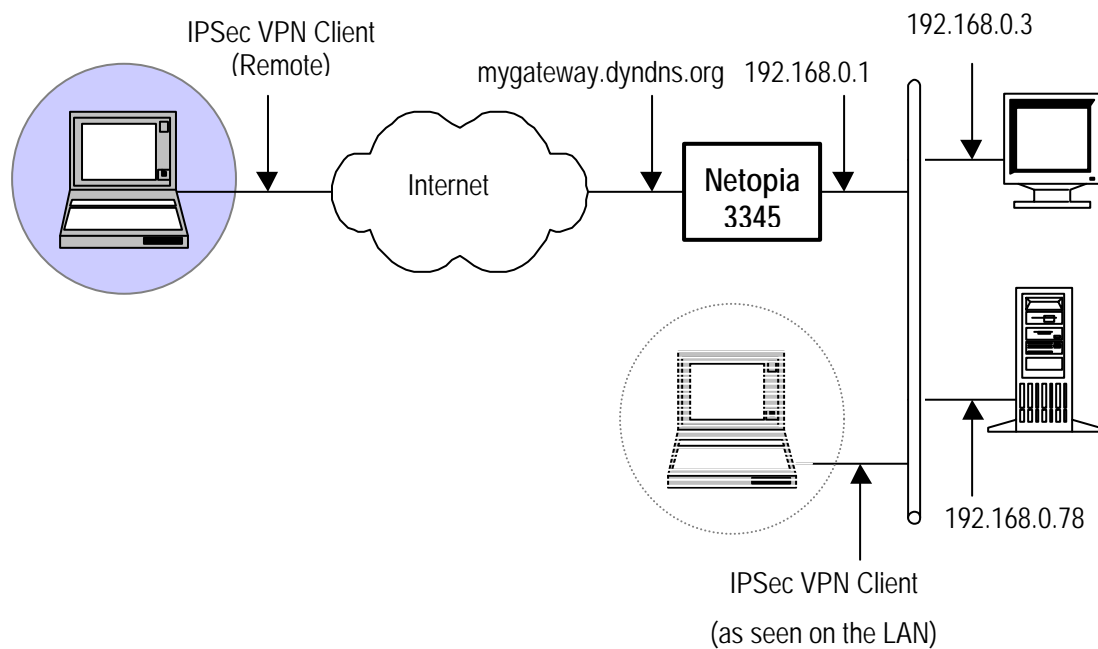 IPSec VPN Client
(Remote)
mygateway.dyndns.org
192.168.0.1
192.168.0.3
Internet
Netopia
3345
192.168.0.78
IPSec VPN Client
(as seen on the LAN)